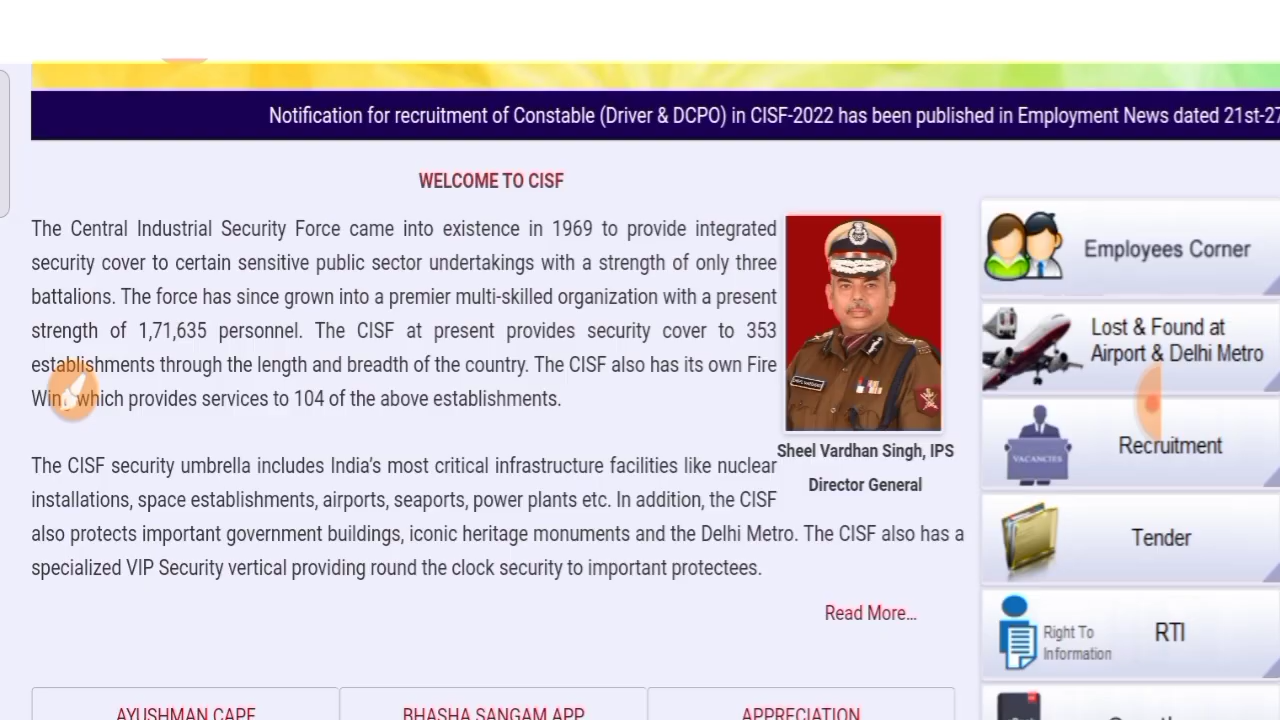 Notification for recruitment of Constable (Driver & DCPO) in CISF-2022 has been published in Employment News dated 21st-27
WELCOME TO CISF
The Central Industrial Security Force came into existence in 1969 to provide integrated
security cover to certain sensitive public sector undertakings with a strength of only three
battalions. The force has since grown into a premier multi-skilled organization with a present
strength of 1,71,635 personnel. The CISF at present provides security cover to 353
establishments through the length and breadth of the country. The CISF also has its own Fire
which provides services to 104 of the above establishments.
Sheel Vardhan Singh, IPS
Director General
The CISF security umbrella includes India's most critical infrastructure facilities like nuclear
installations, space establishments, airports, seaports, power plants etc. In addition, the CISF
also protects important government buildings, iconic heritage monuments and the Delhi Metro. The CISF also has a
specialized VIP Security vertical providing round the clock security to important protectees.
Read More...
Employees Corner
Lost & Found at
Airport & Delhi Metro
VACANCIES
Recruitment
Tender
Right To
Information
RTI
AYUSHMAN CAPF
BHASHA SANGAM APP
APPRECIATION